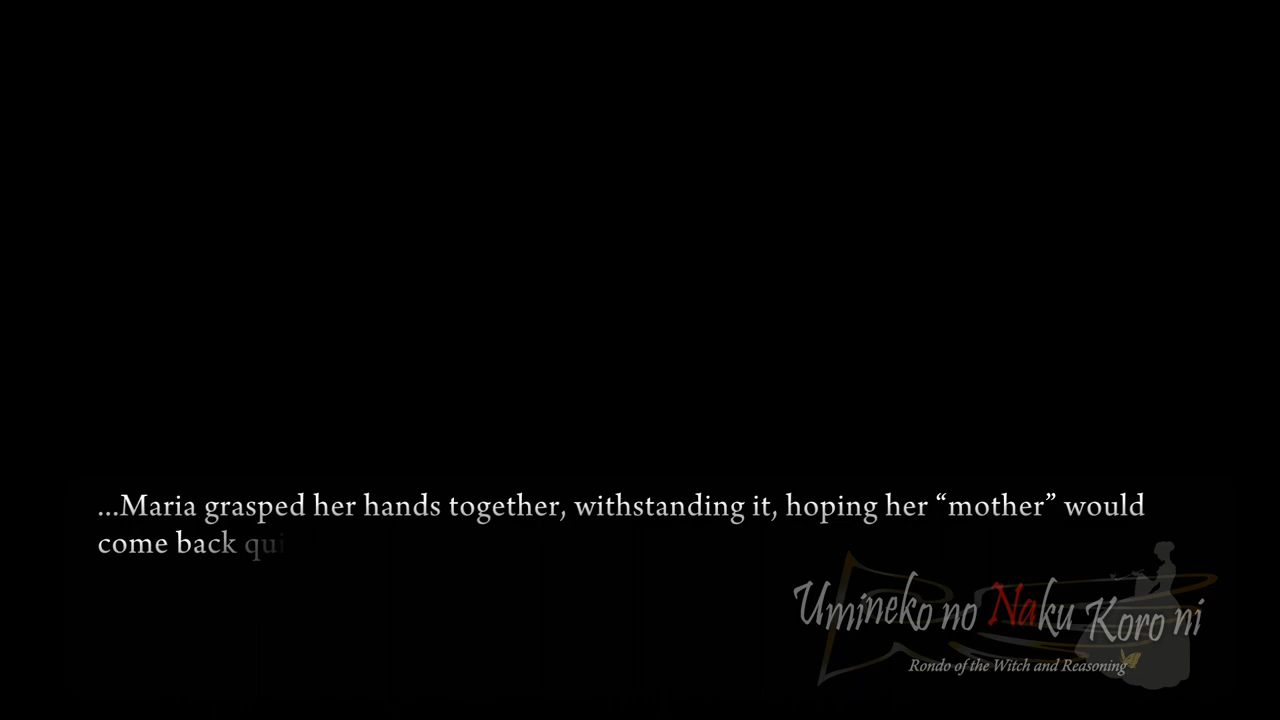 ...Maria grasped her hands together, withstanding it, hoping her “mother” would
come back qui
Umineko no Naku Koro ni
Rondo of the Witch and Reasoning